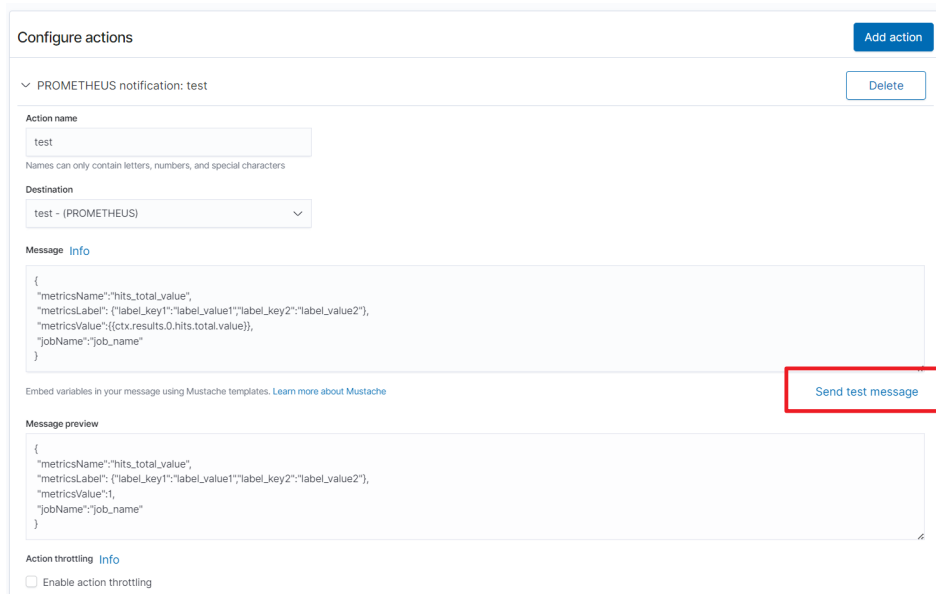 Configure actions
Add action
PROMETHEUS notification: test
Delete
Action name
test
Names can only contain letters, numbers, and special characters
Destination
test - (PROMETHEUS)
Message Info
{
"metricsName":"hits_total_value",
"metricsLabel": {"label_key1":"label_value1","label_key2":"label_value2"},
"metricsValue":{{ctx.results.0.hits.total.value}},
"jobName":"job_name"
}
Embed variables in your message using Mustache templates. Learn more about Mustache
Send test message
Message preview
{
"metricsName":"hits_total_value",
"metricsLabel": {"label_key1":"label_value1","label_key2":"label_value2"},
"metricsValue":1,
"jobName":"job_name"
}
Action throttling Info
Enable action throttling